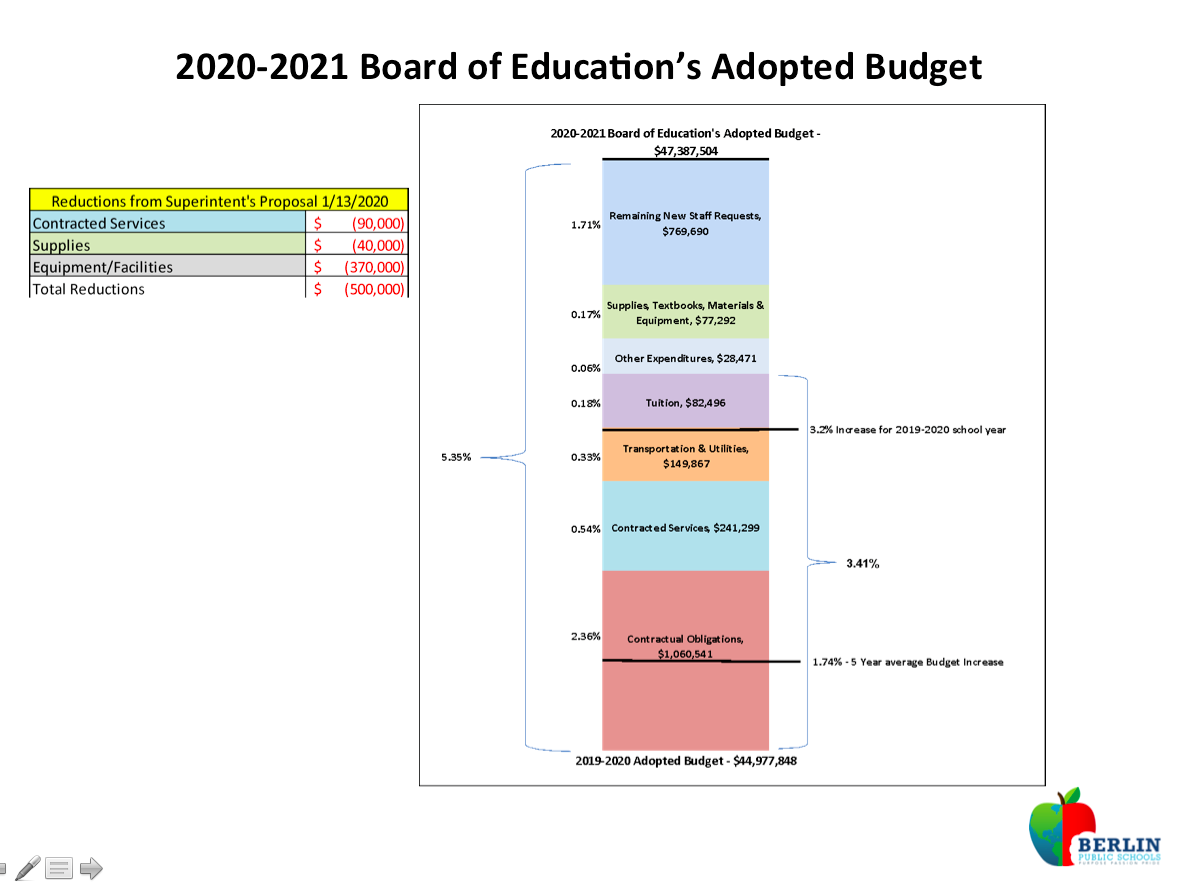 2020-2021 Board of Education's Adopted Budget
Reductions from Superintent's Proposal 1/13/2020
Contracted Services $ (90,000)
Supplies $ (40,000)
Equipment/Facilities $ (370,000)
Total Reductions $ (500,000)
2020-2021 Board of Education's Adopted Budget -
$47,387,504
1.71%
Remaining New Staff Requests,
$769,690
0.17%
Supplies, Textbooks, Materials &
Equipment, $77,292
Other Expenditures, $28,471
0.06%
0.18%
Tuition, $82,496
3.2% Increase for 2019-2020 school year
5.35%
0.33%
Transportation & Utilities,
$149,867
0.54%
Contracted Services, $241,299
3.41%
2.36%
Contractual Obligations,
$1,060,541
1.74% - 5 Year average Budget Increase
2019-2020 Adopted Budget - $44,977,848
BERLIN
PUBLIC SCHOOLS
PURPOSE PASSION PRIDE